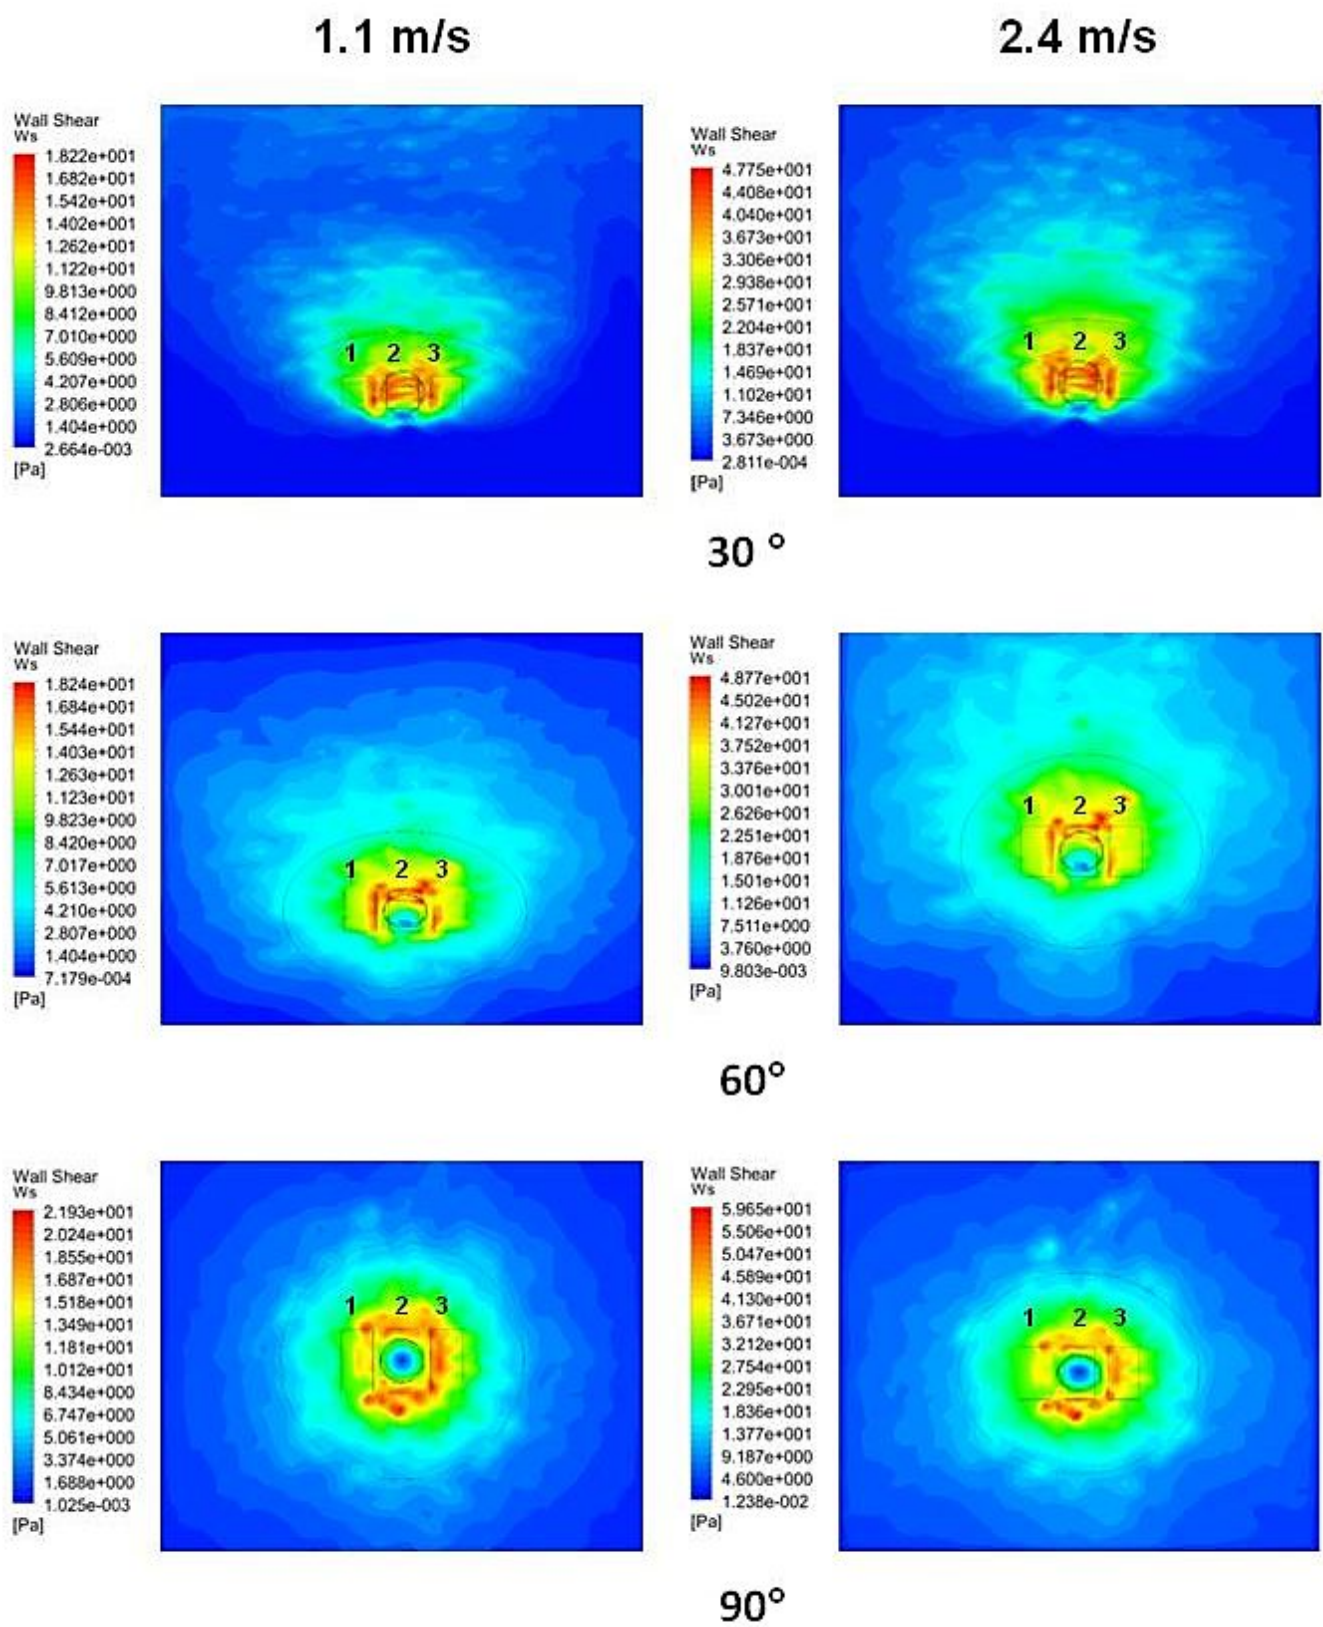 1.1 m/s
2.4 m/s
Wall Shear
Ws
1.822e+001
1.682e+001
1.542e+001
1.402e+001
1.262e+001
1.122e+001
9.813e+000
8.412e+000
7.010e+000
5.609e+000
4.207e+000
2.806e+000
1.404e+000
2.664e-003
[Pa]
1 2 3
Wall Shear
Ws
4.775e+001
4.408e+001
4.040e+001
3.673e+001
3.306e+001
2.938e+001
2.571e+001
2.204e+001
1.837e+001
1.469e+001
1.102e+001
7.346e+000
3.673e+000
2.811e-004
[Pa]
1 2 3
30 °
Wall Shear
Ws
1.824e+001
1.684e+001
1.544e+001
1.403e+001
1.263e+001
1.123e+001
9.823e+000
8.420e+000
7.017e+000
5.613e+000
4.210e+000
2.807e+000
1.404e+000
7.179e-004
[Pa]
1 2 3
Wall Shear
Ws
4.877e+001
4.502e+001
4.127e+001
3.752e+001
3.376e+001
3.001e+001
2.626e+001
2.251e+001
1.876e+001
1.501e+001
1.126e+001
7.511e+000
3.760e+000
9.803e-003
[Pa]
1 2 3
60°
Wall Shear
Ws
2.193e+001
2.024e+001
1.855e+001
1.687e+001
1.518e+001
1.349e+001
1.181e+001
1.012e+001
8.434e+000
6.747e+000
5.061e+000
3.374e+000
1.688e+000
1.025e-003
[Pa]
1 2 3
Wall Shear
Ws
5.965e+001
5.506e+001
5.047e+001
4.589e+001
4.130e+001
3.671e+001
3.212e+001
2.754e+001
2.295e+001
1.836e+001
1.377e+001
9.187e+000
4.600e+000
1.238e-002
[Pa]
1 2 3
90°